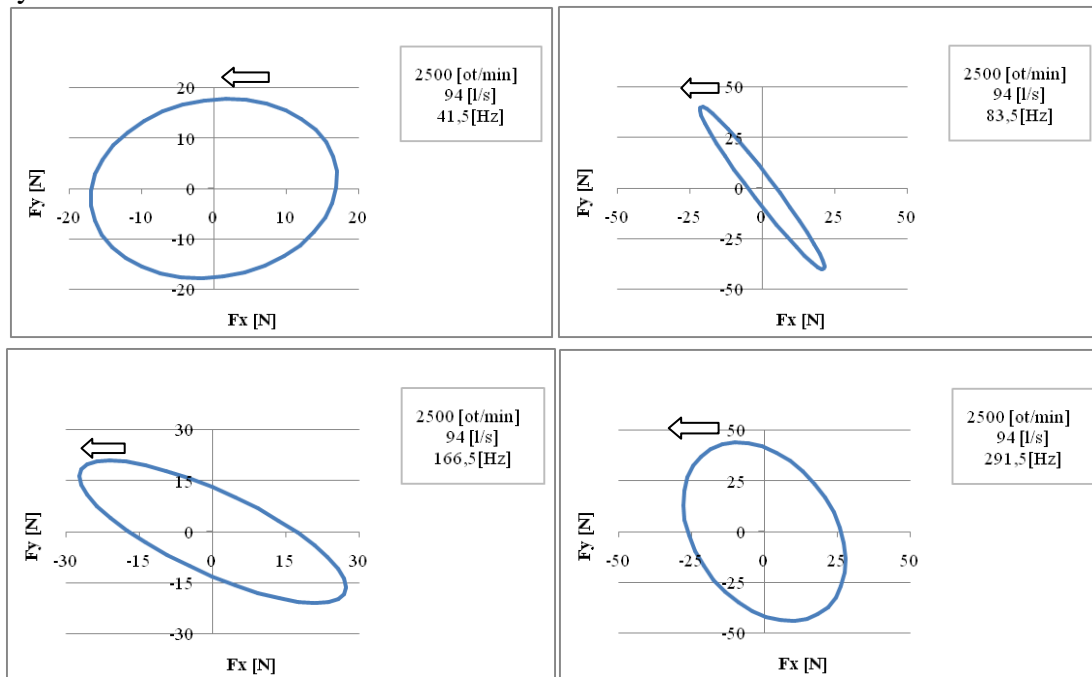 y
2500 [ot/min]
94 [l/s]
41,5[Hz]
Fy [N]
20
10
0
-10
-20
-20
-10
0
10
20
Fx [N]
2500 [ot/min]
94 [l/s]
83,5[Hz]
Fy [N]
50
25
0
-25
-50
-50
-25
0
25
50
Fx [N]
2500 [ot/min]
94 [l/s]
166,5[Hz]
Fy [N]
30
15
0
-15
-30
-30
-15
0
15
30
Fx [N]
2500 [ot/min]
94 [l/s]
291,5[Hz]
Fy [N]
50
25
0
-25
-50
-50
-25
0
25
50
Fx [N]